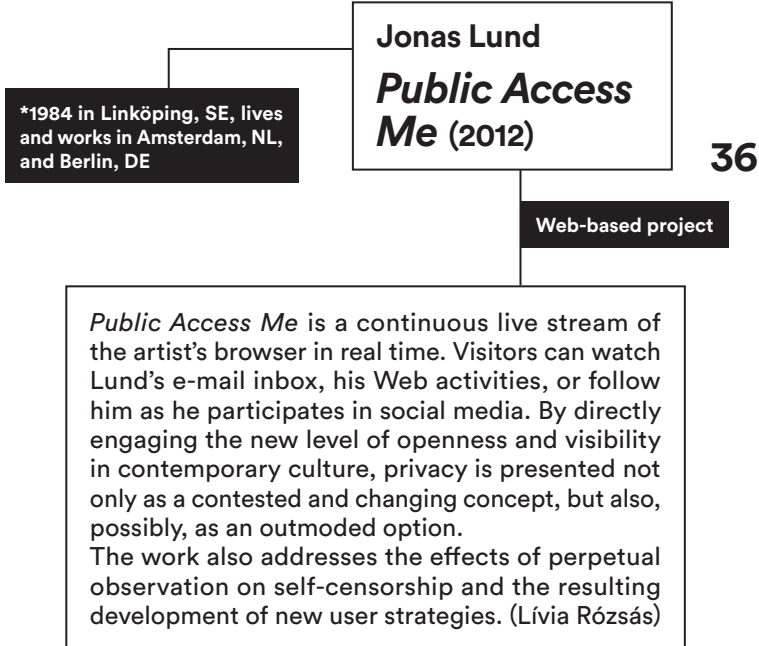 Jonas Lund
Public Access
Me (2012)
*1984 in Linköping, SE, lives
and works in Amsterdam, NL,
and Berlin, DE
36
Web-based project
Public Access Me is a continuous live stream of
the artist’s browser in real time. Visitors can watch
Lund’s e-mail inbox, his Web activities, or follow
him as he participates in social media. By directly
engaging the new level of openness and visibility
in contemporary culture, privacy is presented not
only as a contested and changing concept, but also,
possibly, as an outmoded option.
The work also addresses the effects of perpetual
observation on self-censorship and the resulting
development of new user strategies. (Lívia Rózsás)